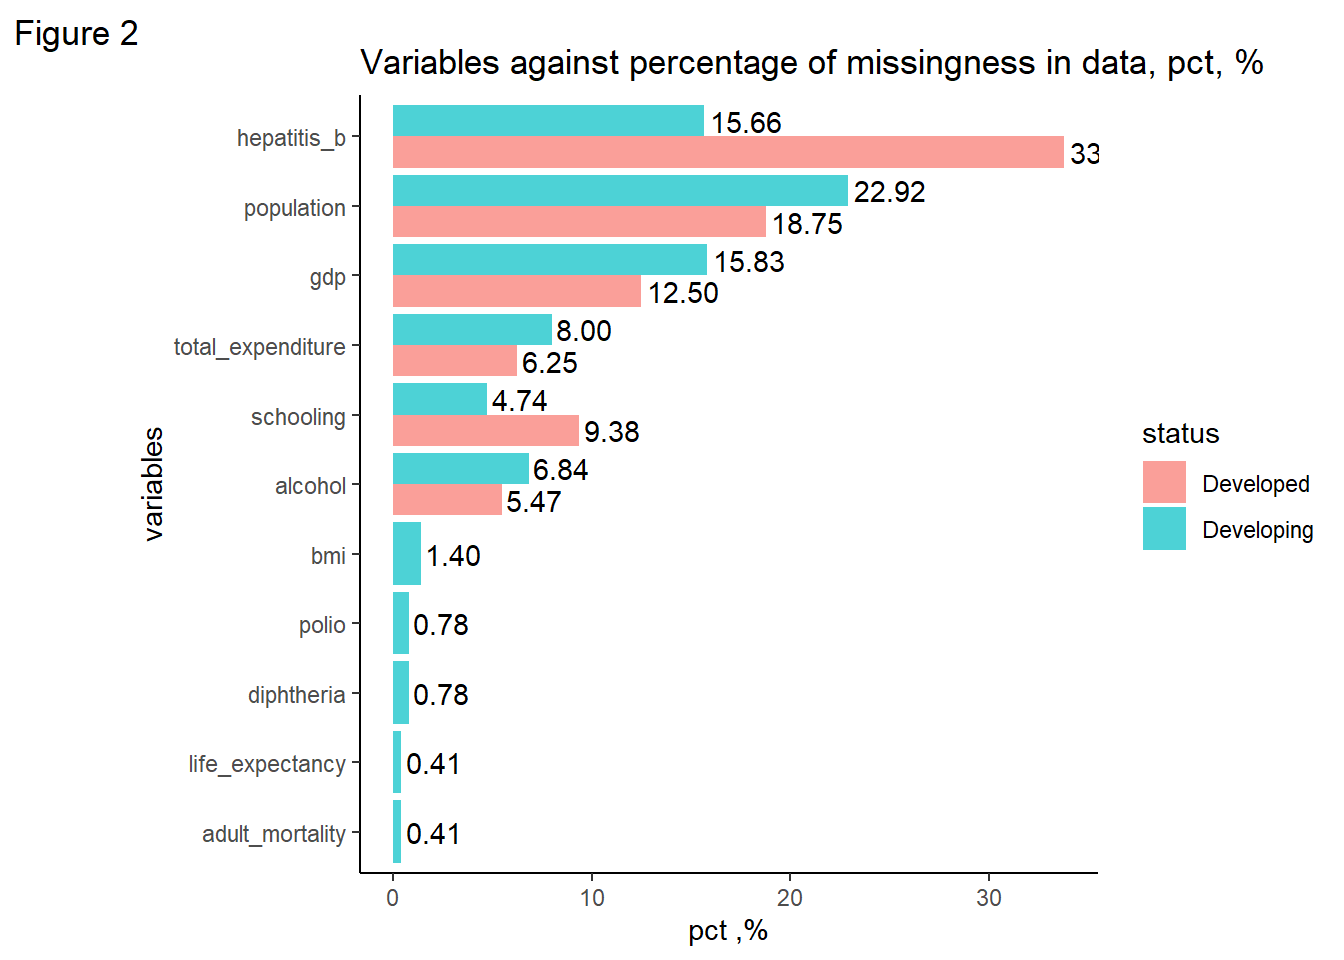 Figure 2
Variables against percentage of missingness in data, pct, %
hepatitis_b
15.66
33
population
22.92
18.75
gdp
15.83
12.50
total_expenditure
8.00
6.25
schooling
4.74
9.38
alcohol
6.84
5.47
bmi
1.40
polio
0.78
diphtheria
0.78
life_expectancy
0.41
adult_mortality
0.41
variables
0 10 20 30
pct ,%
status
Developed
Developing